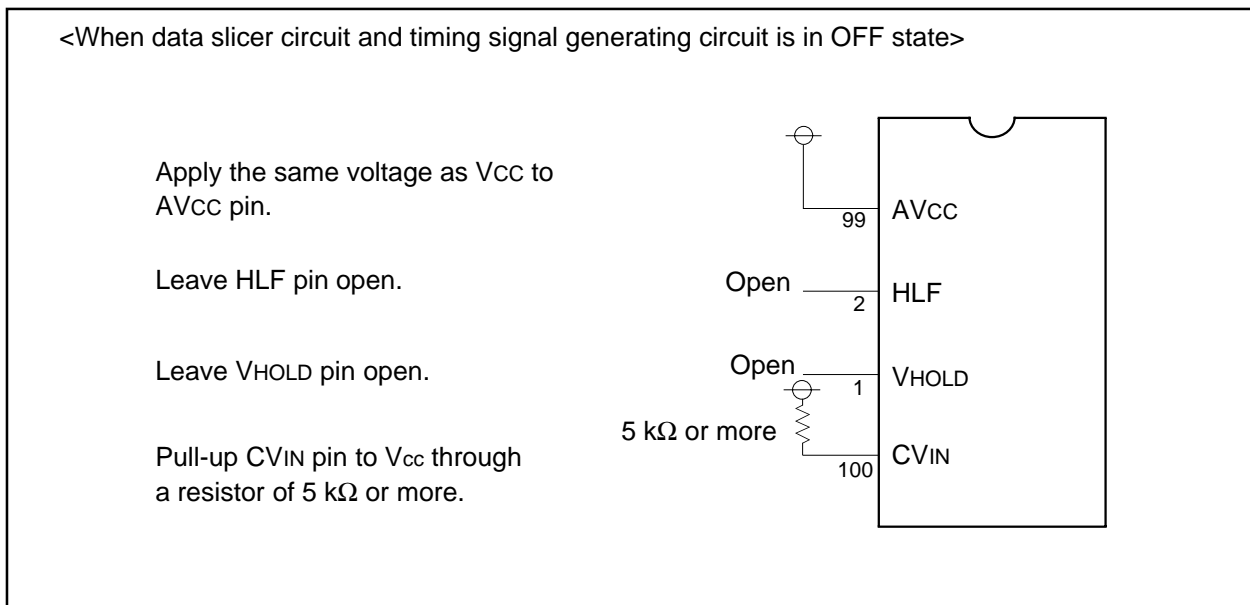 <When data slicer circuit and timing signal generating circuit is in OFF state>
Apply the same voltage as VCC to
AVCC pin.
Leave HLF pin open.
Leave VHOLD pin open.
Pull-up CVIN pin to Vcc through
a resistor of 5 kΩ or more.
99 AVCC
Open 2 HLF
Open 1 VHOLD
5 kΩ or more
100 CVIN